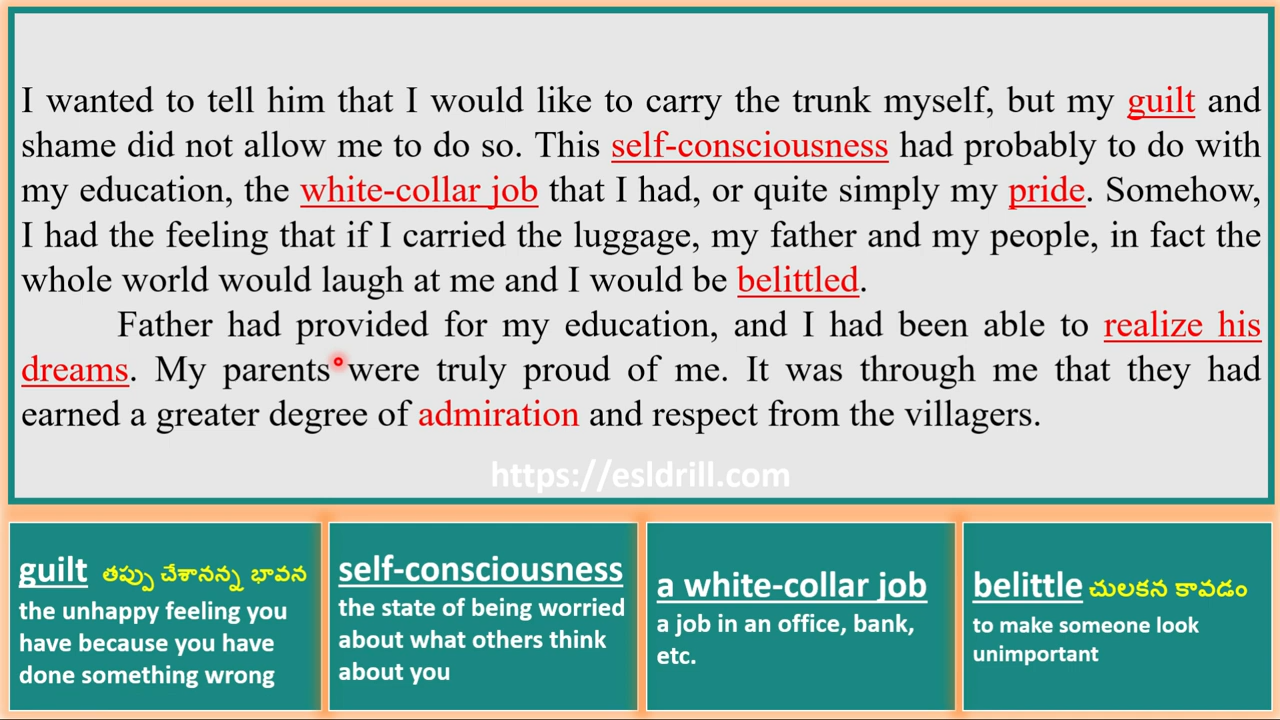 I wanted to tell him that I would like to carry the trunk myself, but my guilt and
shame did not allow me to do so. This self-consciousness had probably to do with
my education, the white-collar job that I had, or quite simply my pride. Somehow,
I had the feeling that if I carried the luggage, my father and my people, in fact the
whole world would laugh at me and I would be belittled.
Father had provided for my education, and I had been able to realize his
dreams. My parents were truly proud of me. It was through me that they had
earned a greater degree of admiration and respect from the villagers.
https://esldrill.com
guilt తప్పు చేశానన్న భావన
the unhappy feeling you
have because you have
done something wrong
self-consciousness
the state of being worried
about what others think
about you
a white-collar job
a job in an office, bank,
etc.
belittle చులకన కావడం
to make someone look
unimportant